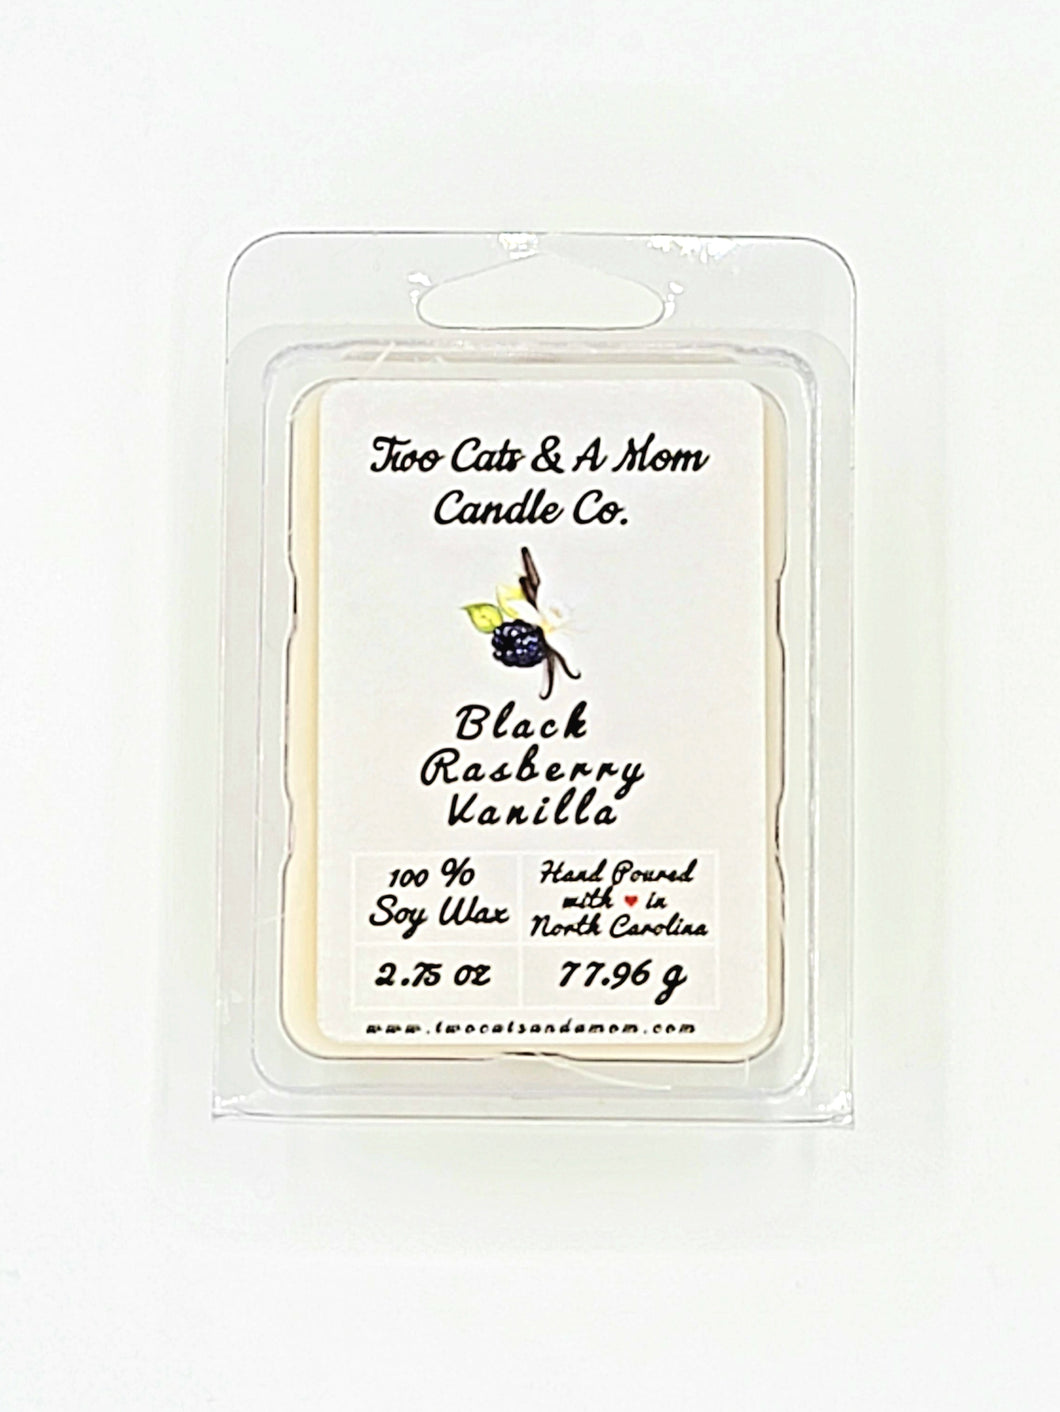 Two Cats & A Mom
Candle Co.
Black
Rasberry
Vanilla
100 %
Soy Wax
Hand Poured
with ♥ in
North Carolina
2.75 oz
77.96 g
www.twocatsandamom.com